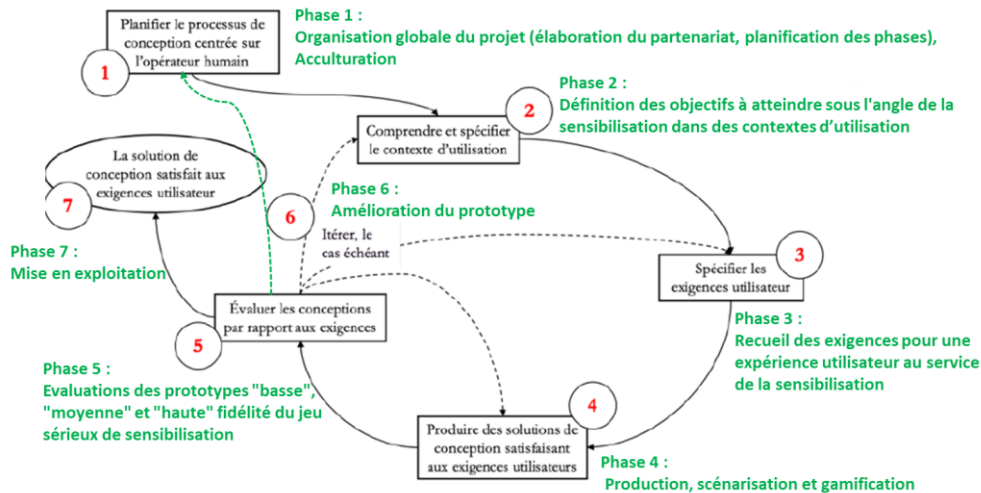 Planifier le processus de
conception centrée sur
l'opérateur humain
1
Phase 1 :
Organisation globale du projet (élaboration du partenariat, planification des phases),
Acculturation
2
Comprendre et spécifier
le contexte d'utilisation
Phase 2 :
Définition des objectifs à atteindre sous l'angle de la
sensibilisation dans des contextes d'utilisation
La solution de
conception satisfait aux
exigences utilisateur
7
Phase 7 :
Mise en exploitation
6
Phase 6 :
Amélioration du prototype
Itérer, le
cas échéant
3
Spécifier les
exigences utilisateur
Phase 3 :
Recueil des exigences pour une
expérience utilisateur au service
de la sensibilisation
Évaluer les conceptions
par rapport aux exigences
5
Phase 5 :
Evaluations des prototypes "basse",
"moyenne" et "haute" fidélité du jeu
sérieux de sensibilisation
4
Produire des solutions de
conception satisfaisant
aux exigences utilisateurs
Phase 4 :
Production, scénarisation et gamification